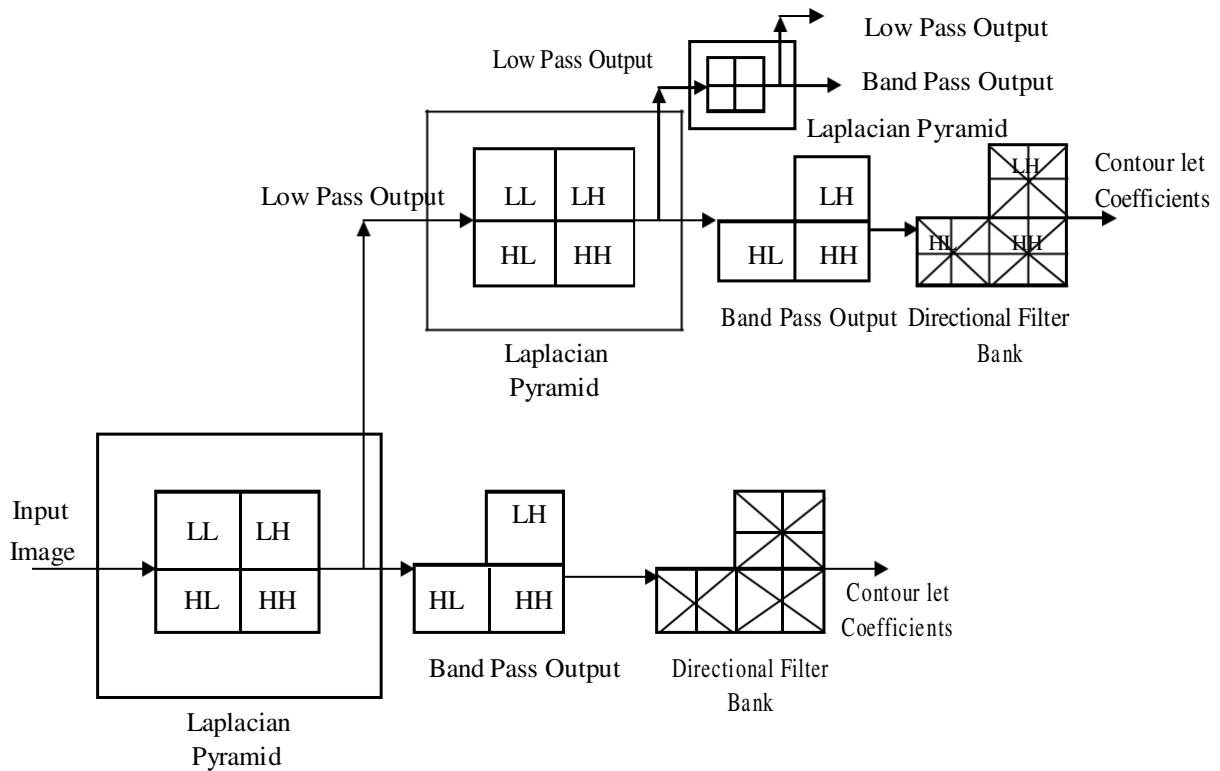 Low Pass Output
Low Pass Output
Band Pass Output
Laplacian Pyramid
Low Pass Output
LL LH
HL HH
LH
HL HH
LH
HL HH
Contour let
Coefficients
Band Pass Output
Directional Filter
Bank
Laplacian
Pyramid
Input
Image
LL LH
HL HH
LH
HL HH
Contour let
Coefficients
Band Pass Output
Directional Filter
Bank
Laplacian
Pyramid